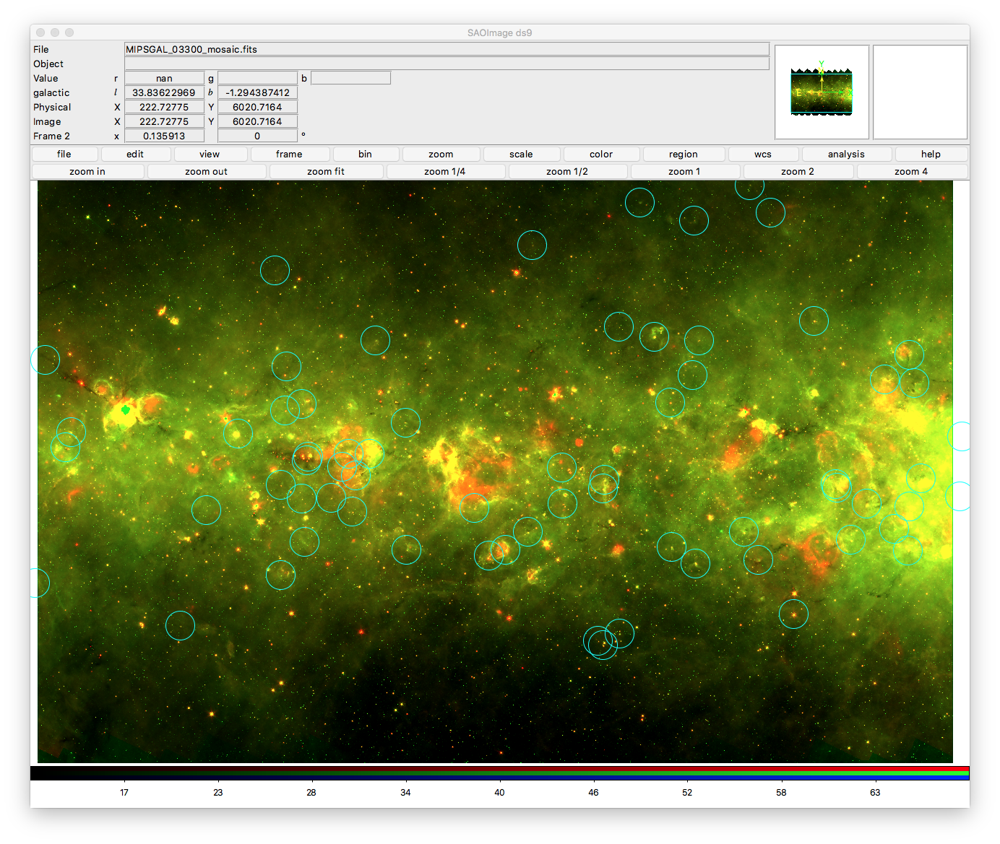 SAOImage ds9
File MIPSGAL_03300_mosaic.fits
Object
Value r nan g b
galactic l 33.83622969 b -1.294387412
Physical X 222.72775 Y 6020.7164
Image X 222.72775 Y 6020.7164
Frame 2 x 0.135913 0 °
Y
E X
file edit view frame bin zoom scale color region wcs analysis help
zoom in zoom out zoom fit zoom 1/4 zoom 1/2 zoom 1 zoom 2 zoom 4
17 23 28 34 40 46 52 58 63